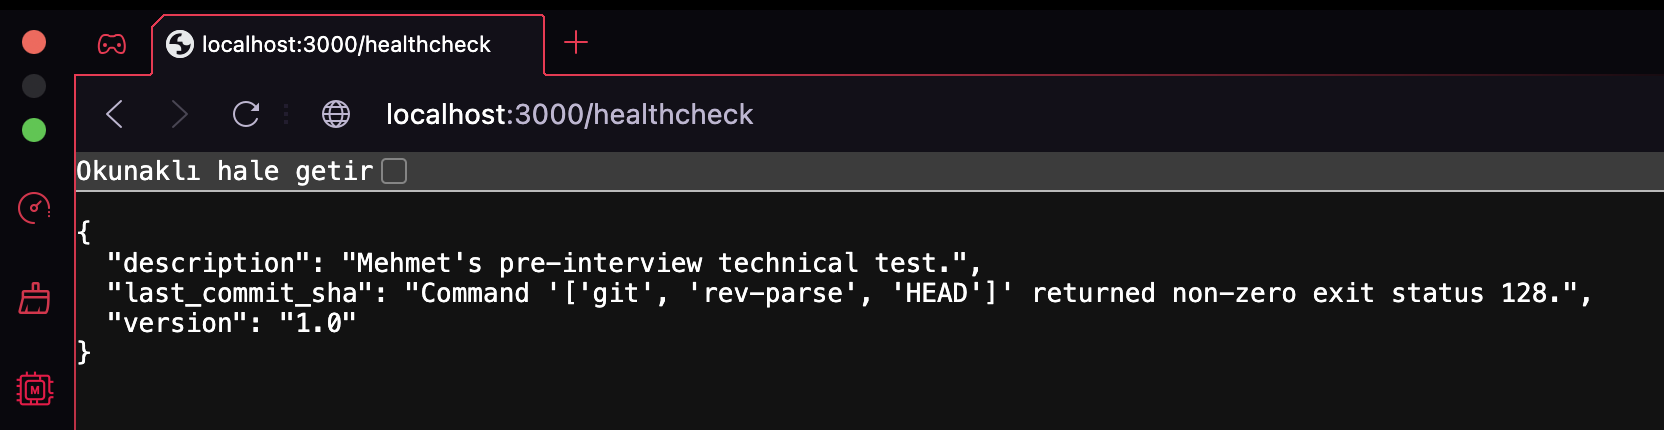 localhost:3000/healthcheck
localhost:3000/healthcheck
Okunaklı hale getir
{
"description": "Mehmet's pre-interview technical test.",
"last_commit_sha": "Command '['git', 'rev-parse', 'HEAD']' returned non-zero exit status 128.",
"version": "1.0"
}
M